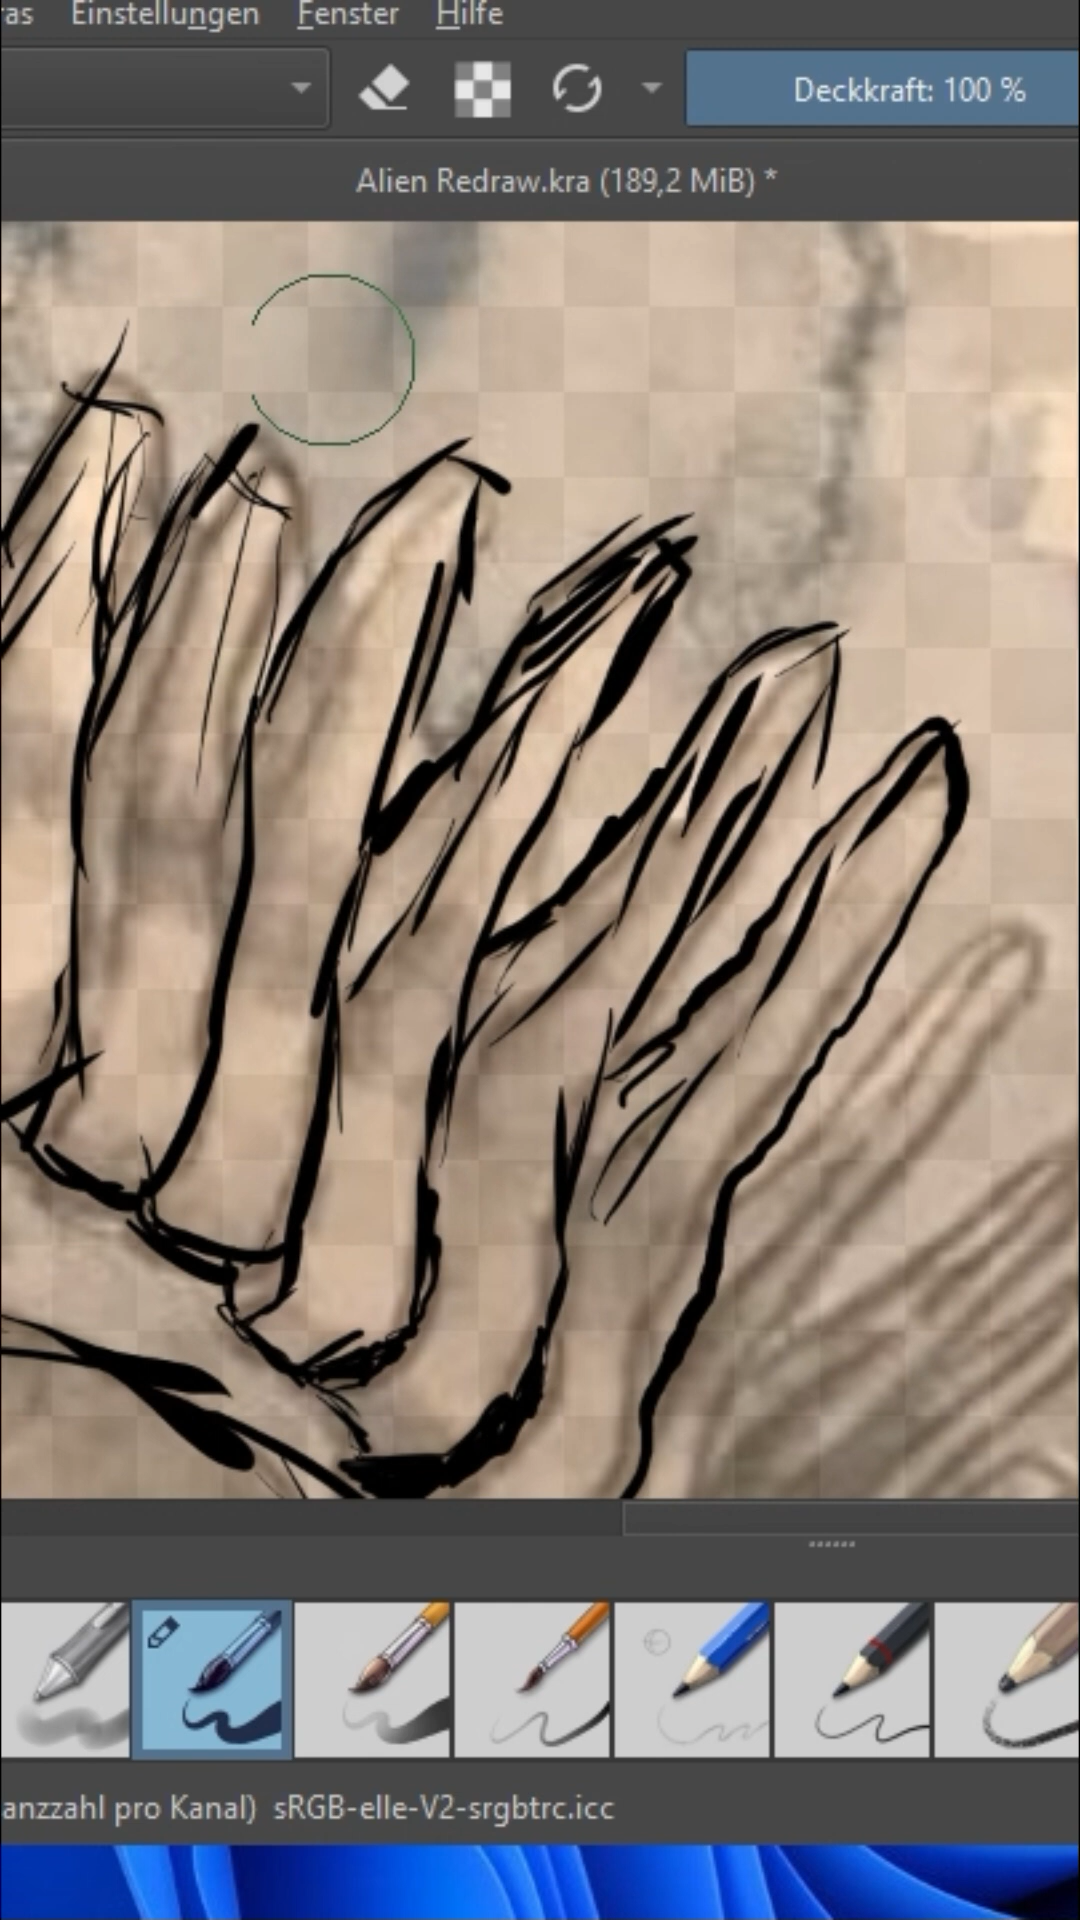 as Einstellungen Fenster Hilfe
Deckkraft: 100 %
Alien Redraw.kra (189,2 MiB) *
anzzahl pro Kanal) sRGB-elle-V2-srgbtrc.icc